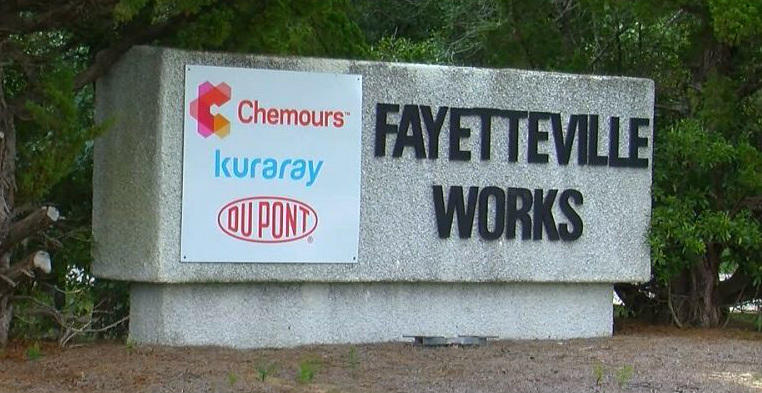 Chemours™
kuraray
DU PONT®
FAYETTEVILLE
WORKS